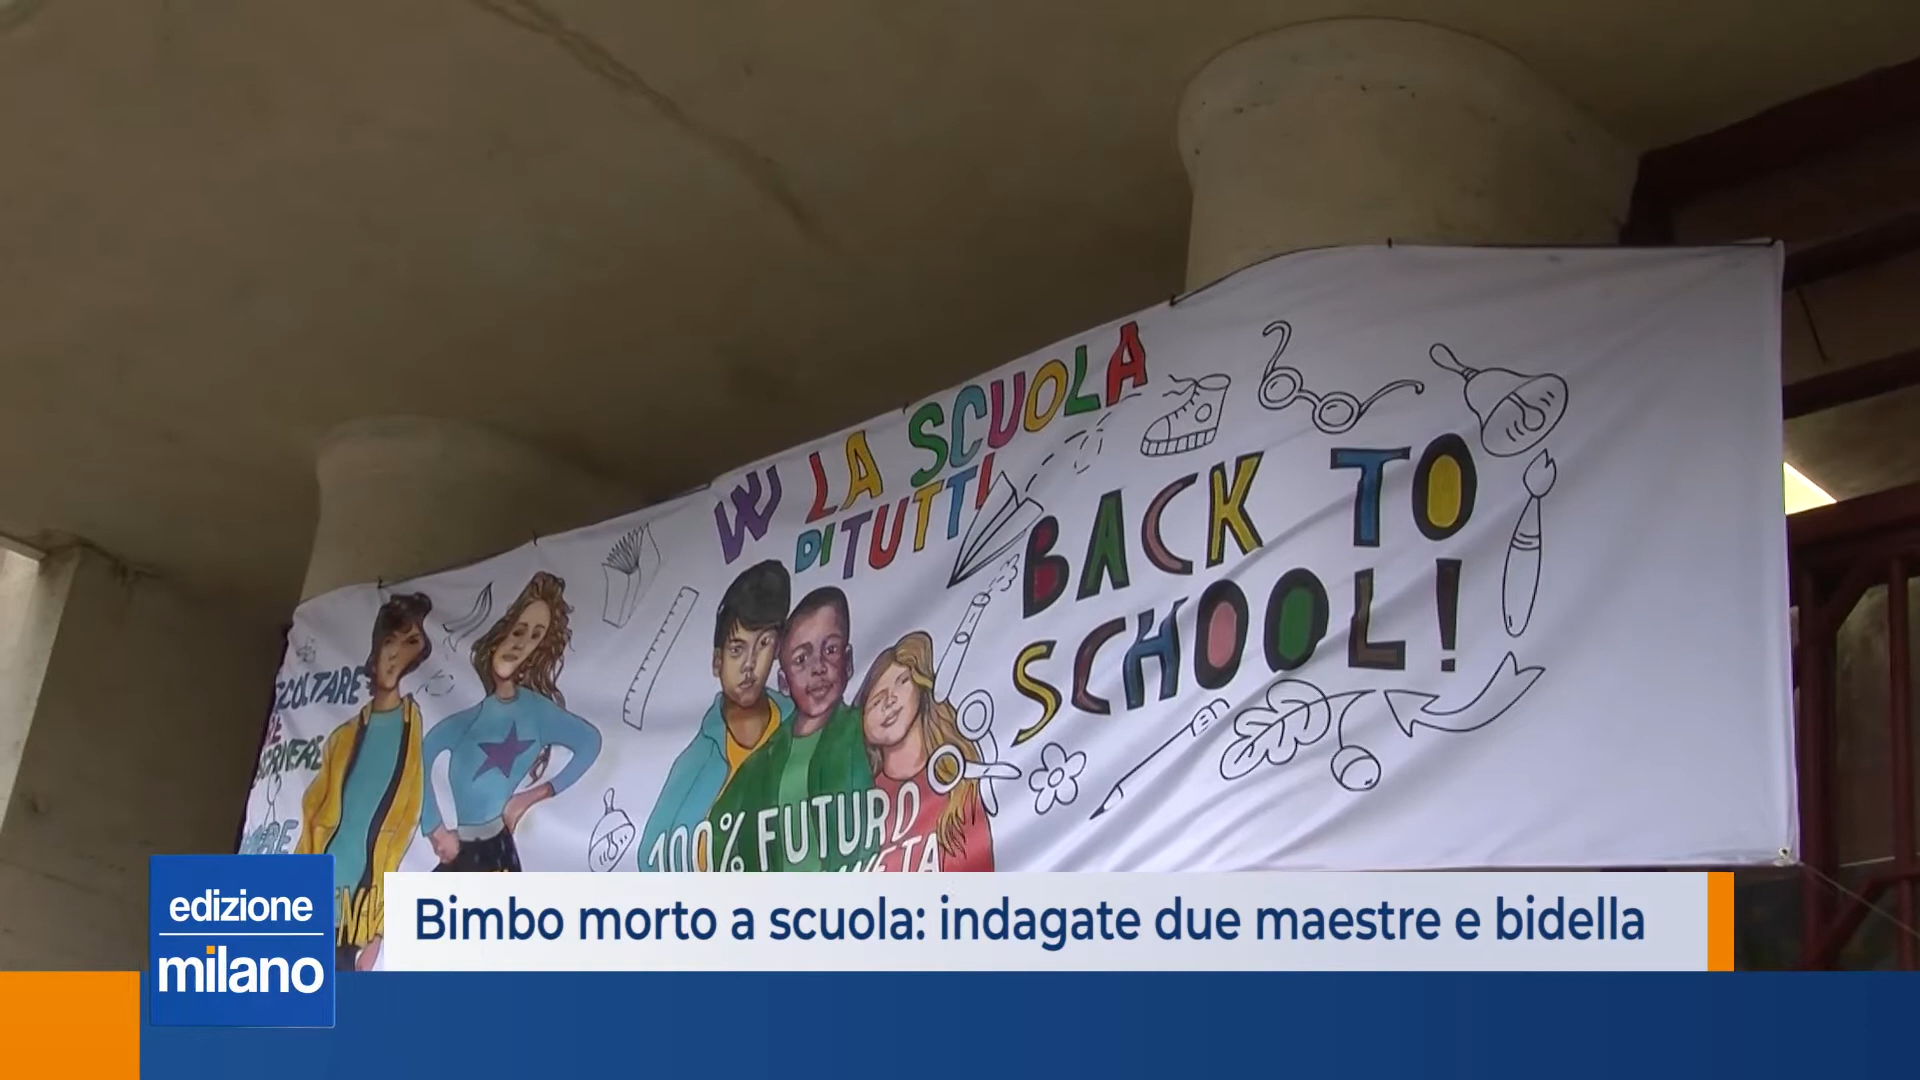 W LA SCUOLA
DI TUTTI
BACK TO
SCHOOL!
100% FUTURO
edizione
milano
Bimbo morto a scuola: indagate due maestre e bidella